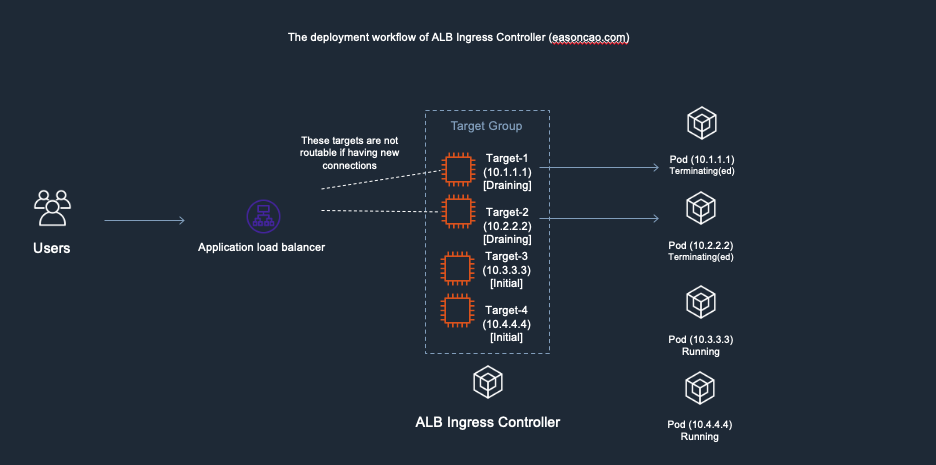 The deployment workflow of ALB Ingress Controller (easoncao.com)
Target Group
These targets are not
routable if having new
connections
Target-1
(10.1.1.1)
[Draining]
Target-2
(10.2.2.2)
[Draining]
Target-3
(10.3.3.3)
[Initial]
Target-4
(10.4.4.4)
[Initial]
Users
Application load balancer
ALB Ingress Controller
Pod (10.1.1.1)
Terminating(ed)
Pod (10.2.2.2)
Terminating(ed)
Pod (10.3.3.3)
Running
Pod (10.4.4.4)
Running